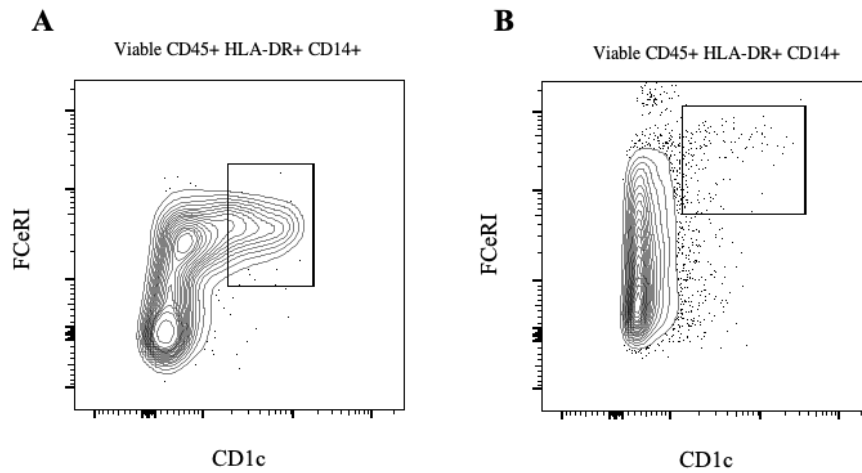 A
Viable CD45+ HLA-DR+ CD14+
FCeRI
CD1c
B
Viable CD45+ HLA-DR+ CD14+
FCeRI
CD1c